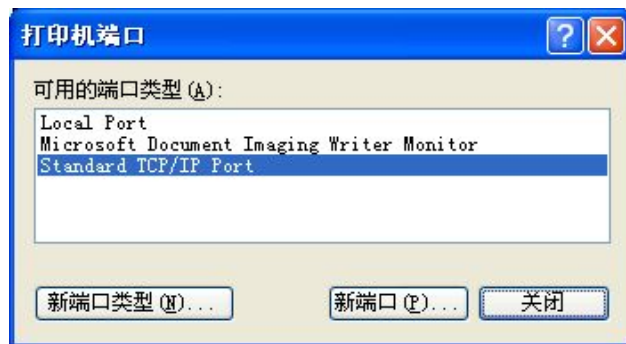 打印机端口
可用的端口类型(A):
Local Port
Microsoft Document Imaging Writer Monitor
Standard TCP/IP Port
新端口类型(N)... 新端口(P)... 关闭